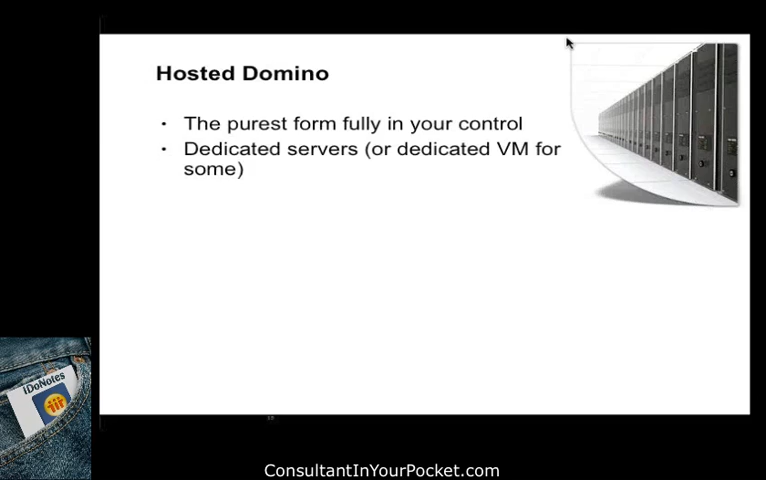 Hosted Domino
• The purest form fully in your control
• Dedicated servers (or dedicated VM for
some)
iDoNotes
ConsultantInYourPocket.com